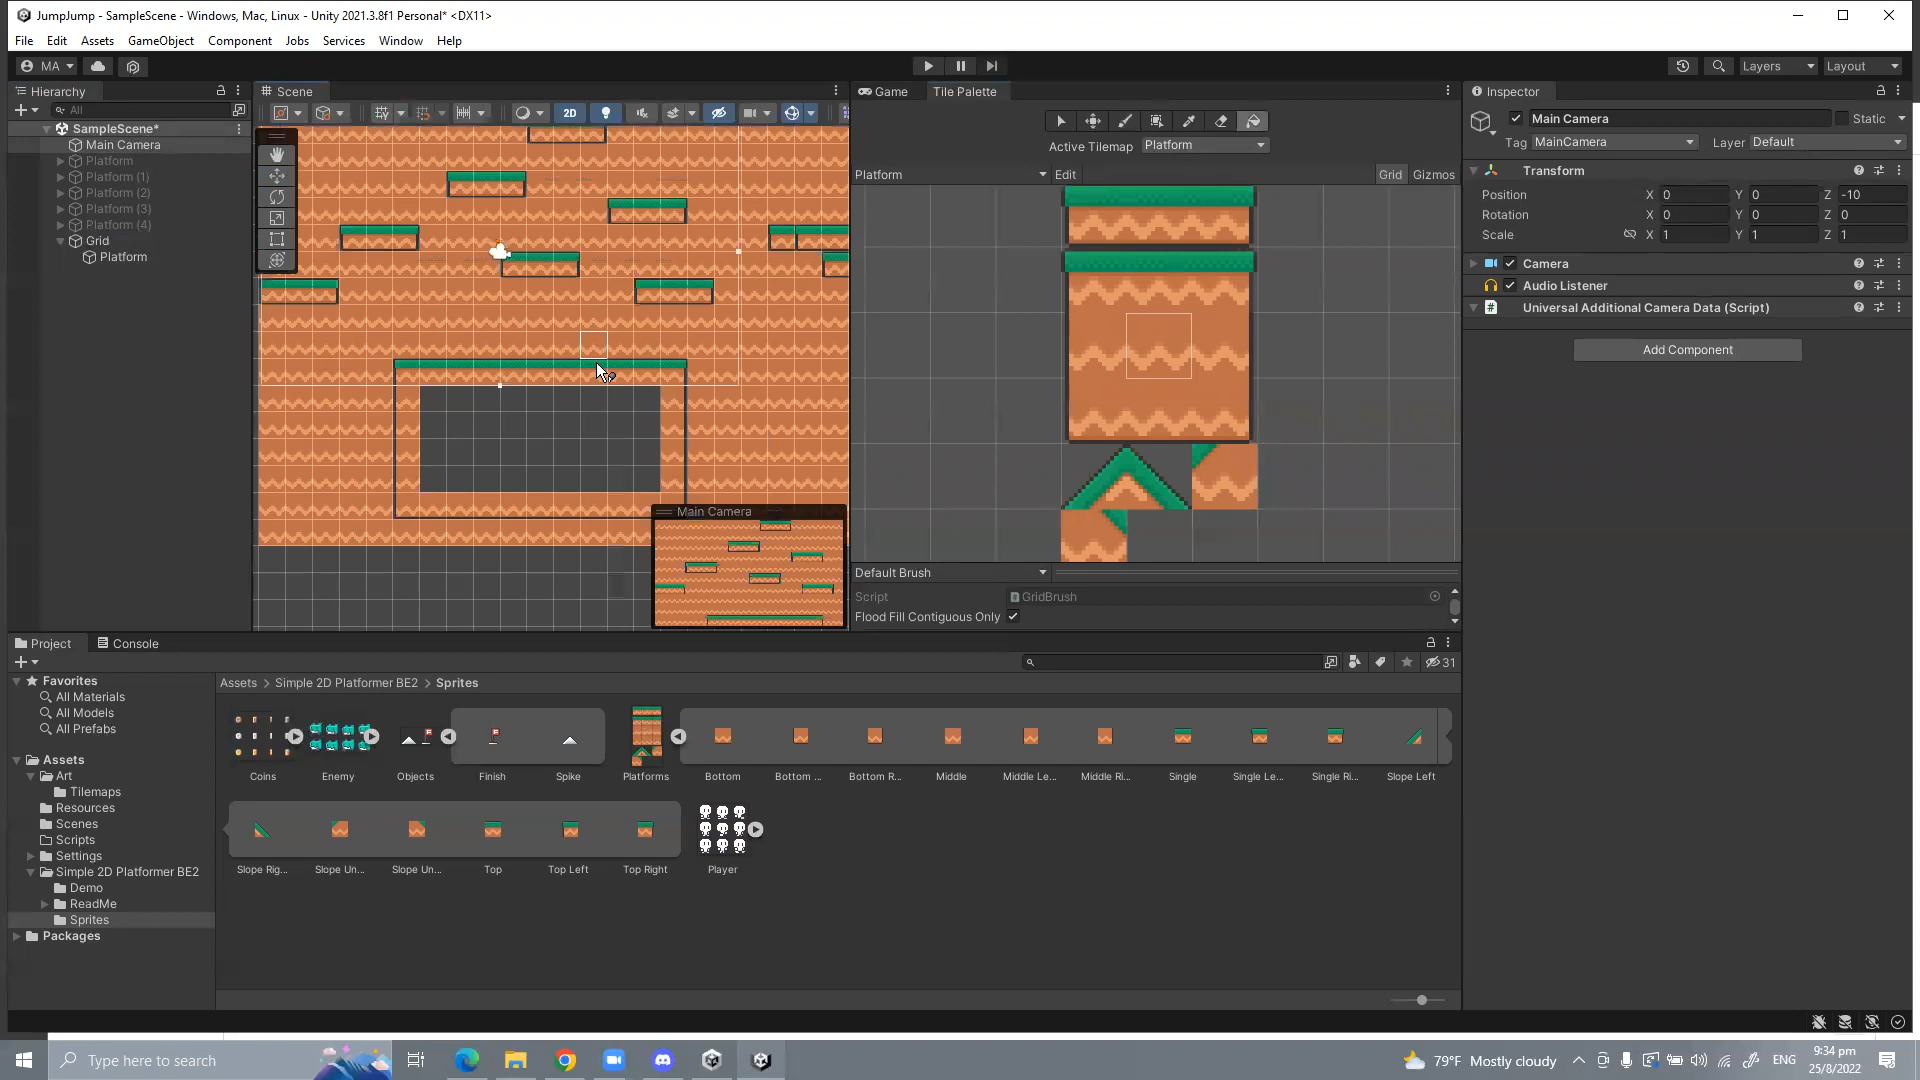 JumpJump - SampleScene - Windows, Mac, Linux - Unity 2021.3.8f1 Personal* <DX11>
File Edit Assets GameObject Component Jobs Services Window Help
MA Layers Layout
Hierarchy Scene Game Tile Palette Inspector
All 2D Main Camera Static
SampleScene* Tag MainCamera Layer Default
Main Camera Active Tilemap Platform
Platform Transform
Platform (1) Platform Edit Grid Gizmos
Platform (2) Position X 0 Y 0 Z -10
Platform (3) Rotation X 0 Y 0 Z 0
Platform (4) Scale X 1 Y 1 Z 1
Grid Camera
Platform Audio Listener
Universal Additional Camera Data (Script)
Add Component
Main Camera
Default Brush
Script GridBrush
Flood Fill Contiguous Only
Project Console
31
Favorites Assets > Simple 2D Platformer BE2 > Sprites
All Materials
All Models
All Prefabs
Assets
Art
Tilemaps
Resources
Scenes
Scripts
Settings
Simple 2D Platformer BE2
Demo
ReadMe
Sprites
Packages
Coins Enemy Objects Finish Spike Platforms Bottom Bottom ... Bottom R... Middle Middle Le... Middle Ri... Single Single Le... Single Ri... Slope Left
Slope Rig... Slope Un... Slope Un... Top Top Left Top Right Player
Type here to search
79°F Mostly cloudy ENG 9:34 pm
25/8/2022